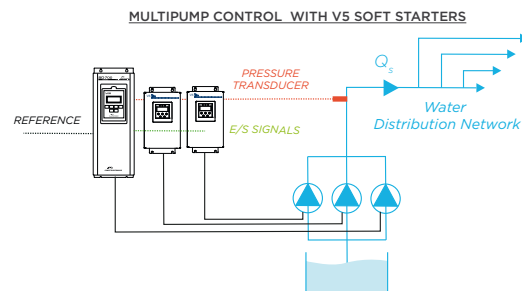 MULTIPUMP CONTROL WITH V5 SOFT STARTERS
PRESSURE
TRANSDUCER
REFERENCE
E/S SIGNALS
Qs
Water
Distribution Network